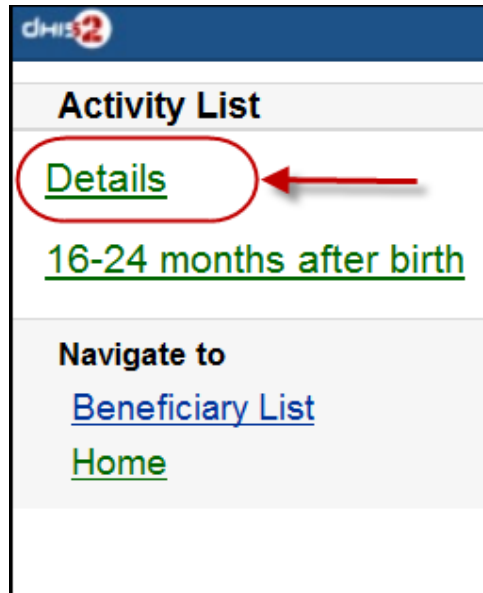 dHIS2
Activity List
Details
16-24 months after birth
Navigate to
Beneficiary List
Home